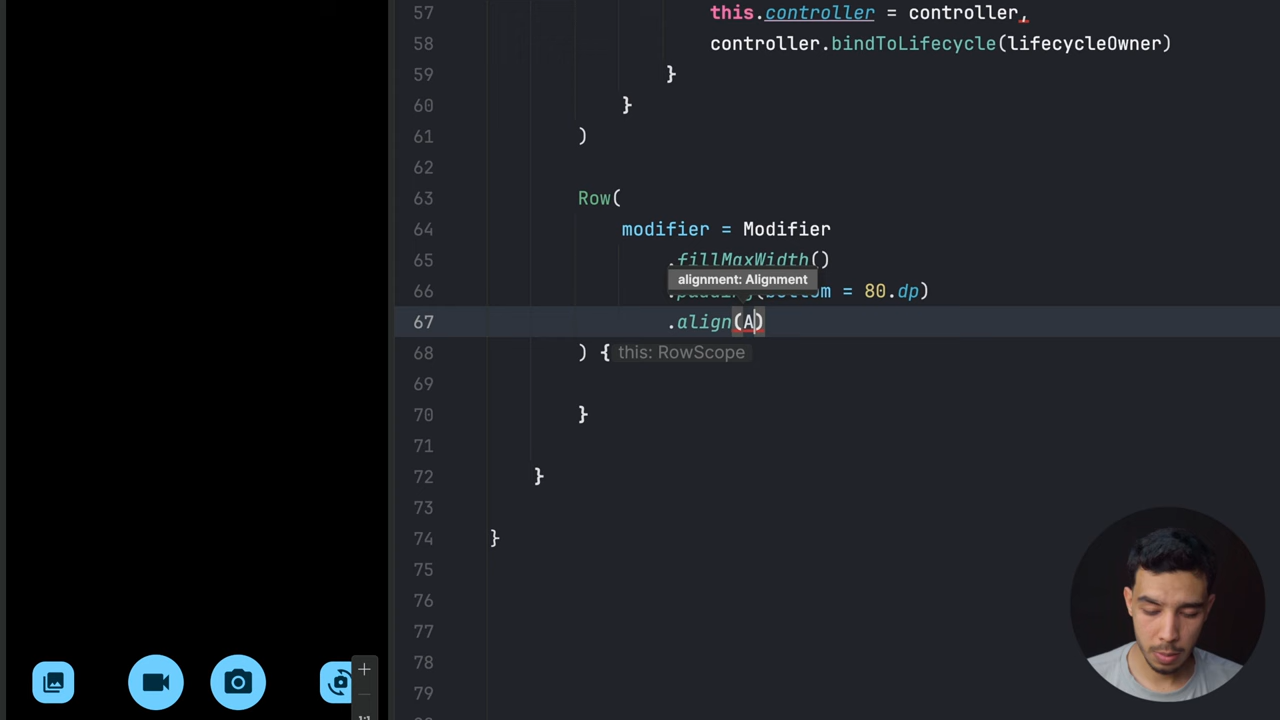 57 this.controller = controller,
58 controller.bindToLifecycle(lifecycleOwner)
59 }
60 }
61 )
62
63 Row(
64 modifier = Modifier
65 .fillMaxWidth()
alignment: Alignment
66 .padding(bottom = 80.dp)
67 .align(A)
68 ) { this: RowScope
69
70 }
71
72 }
73
74 }
75
76
77
78
79